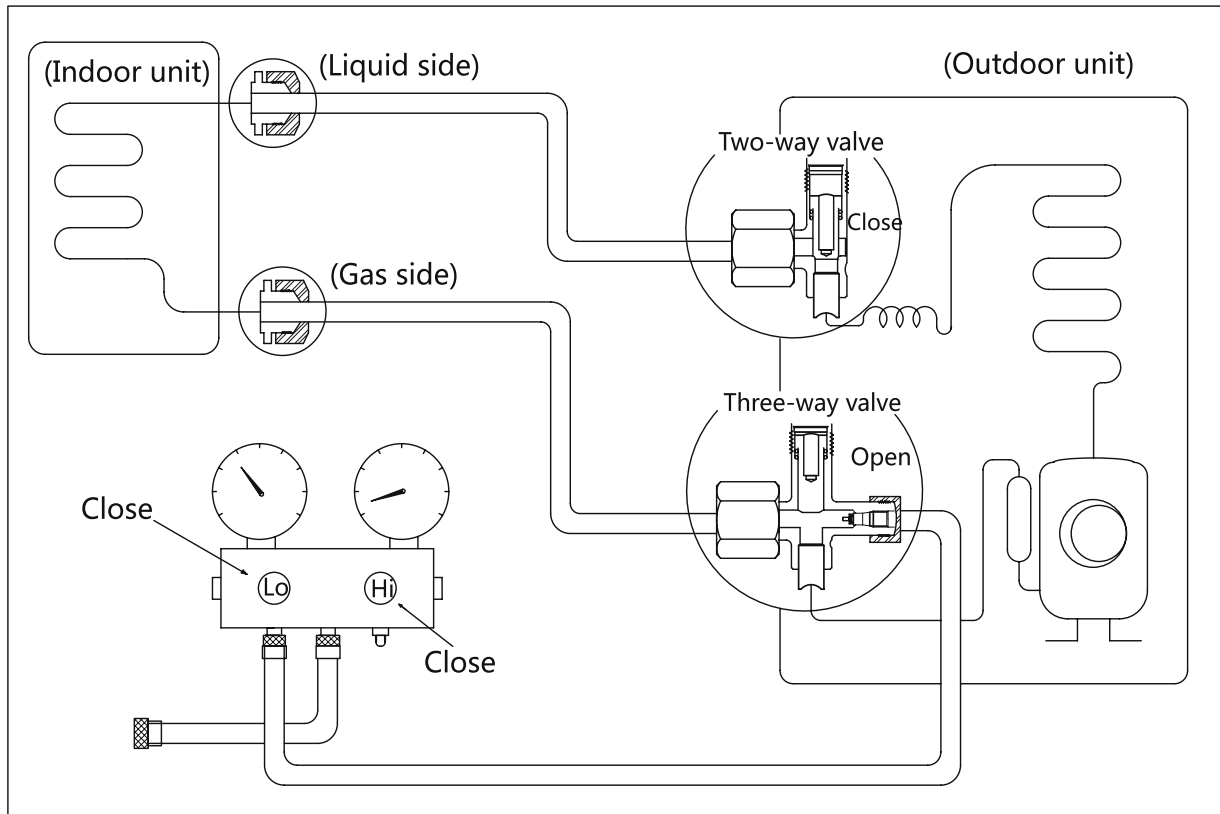 (Indoor unit)
(Liquid side)
(Outdoor unit)
Two-way valve
Close
(Gas side)
Three-way valve
Open
Close
Lo
Hi
Close